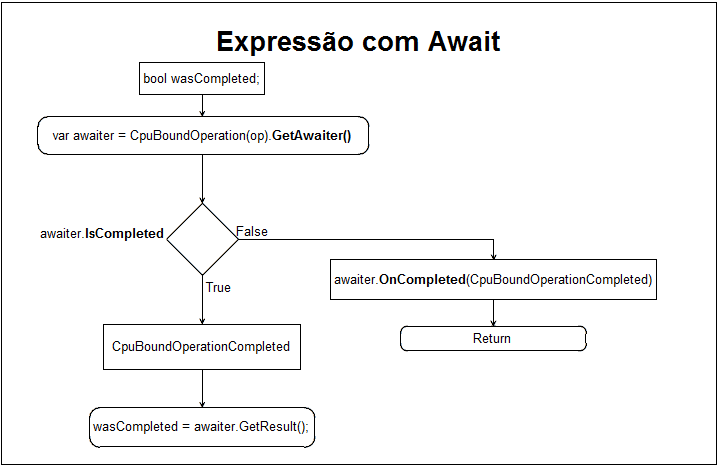 Expressão com Await
bool wasCompleted;
var awaiter = CpuBoundOperation(op).GetAwaiter()
awaiter.IsCompleted
False
awaiter.OnCompleted(CpuBoundOperationCompleted)
True
Return
CpuBoundOperationCompleted
wasCompleted = awaiter.GetResult();